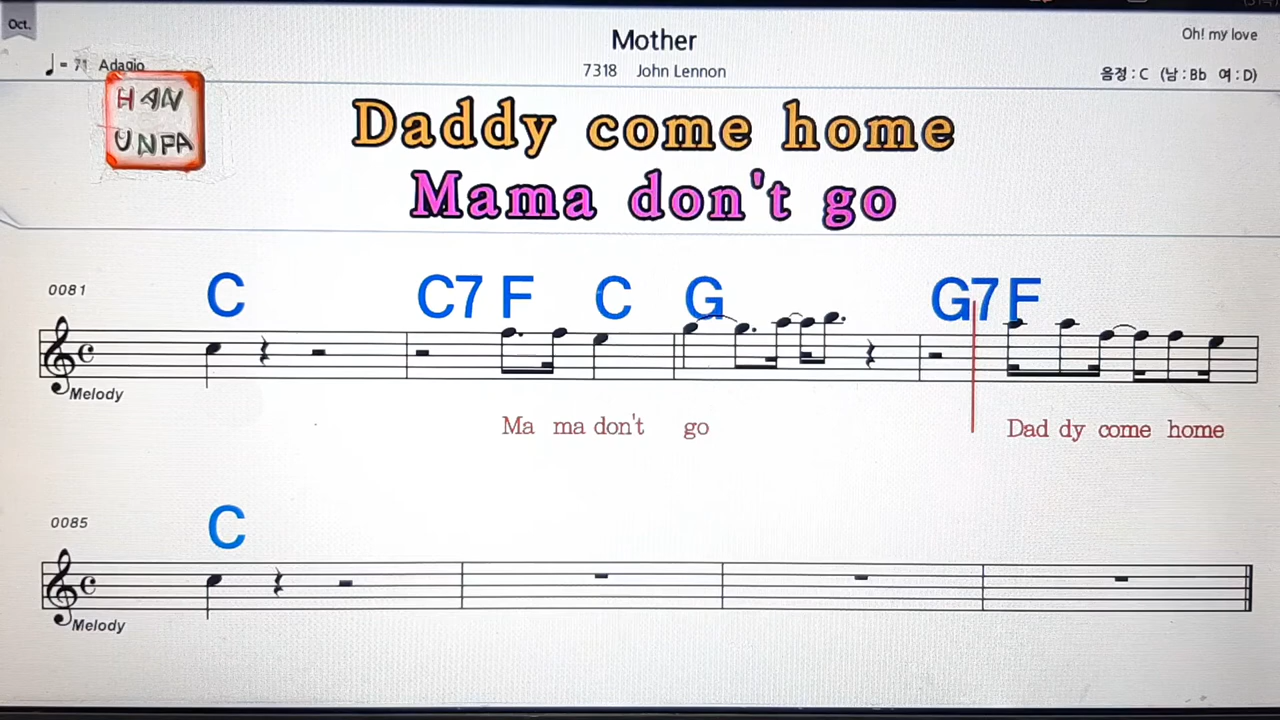 Oct.
Mother
Oh! my love
♩ = 71 Adagio
7318 John Lennon
음정 : C (남 : Bb 여 : D)
HAN
UNPA
Daddy come home
Mama don't go
0081
C C7 F C G G7 F
Melody
Ma ma don't go Dad dy come home
0085
C
Melody